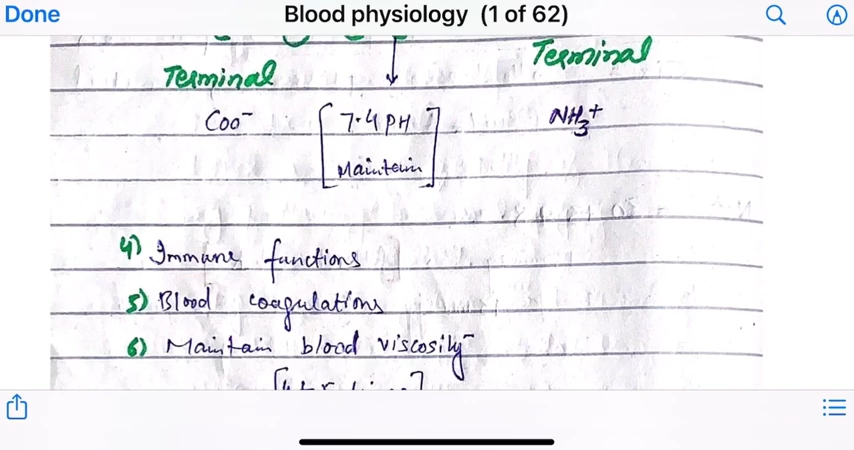 Done Blood physiology (1 of 62)
Terminal Terminal
COO⁻ [7.4 PH Maintain] NH₃⁺
4) Immune functions
5) Blood coagulations
6) Maintain blood viscosity